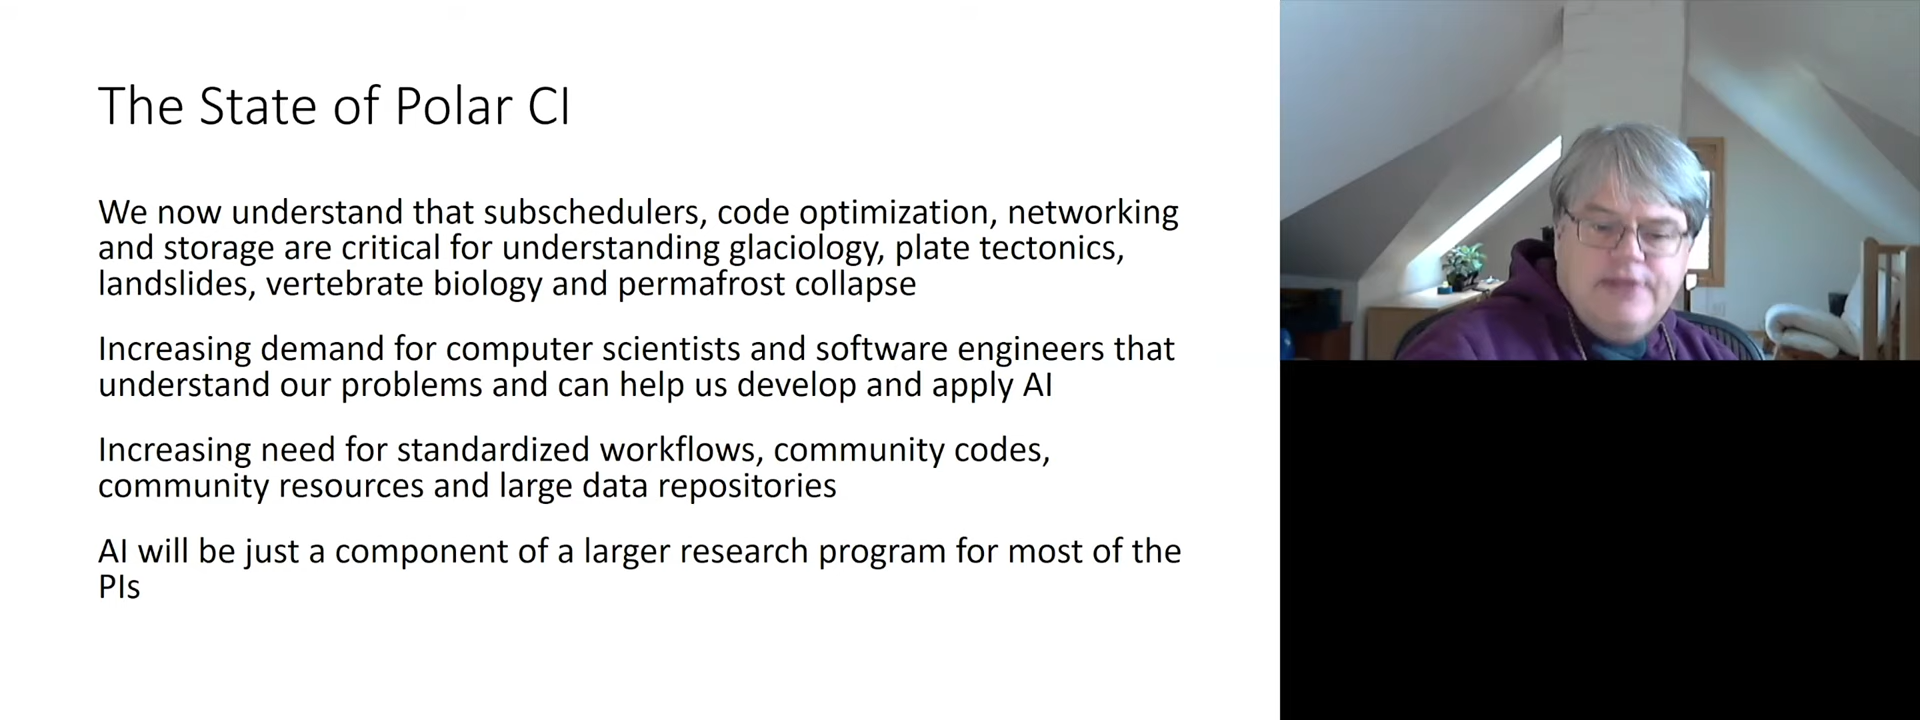 The State of Polar CI
We now understand that subschedulers, code optimization, networking
and storage are critical for understanding glaciology, plate tectonics,
landslides, vertebrate biology and permafrost collapse
Increasing demand for computer scientists and software engineers that
understand our problems and can help us develop and apply AI
Increasing need for standardized workflows, community codes,
community resources and large data repositories
AI will be just a component of a larger research program for most of the
PIs